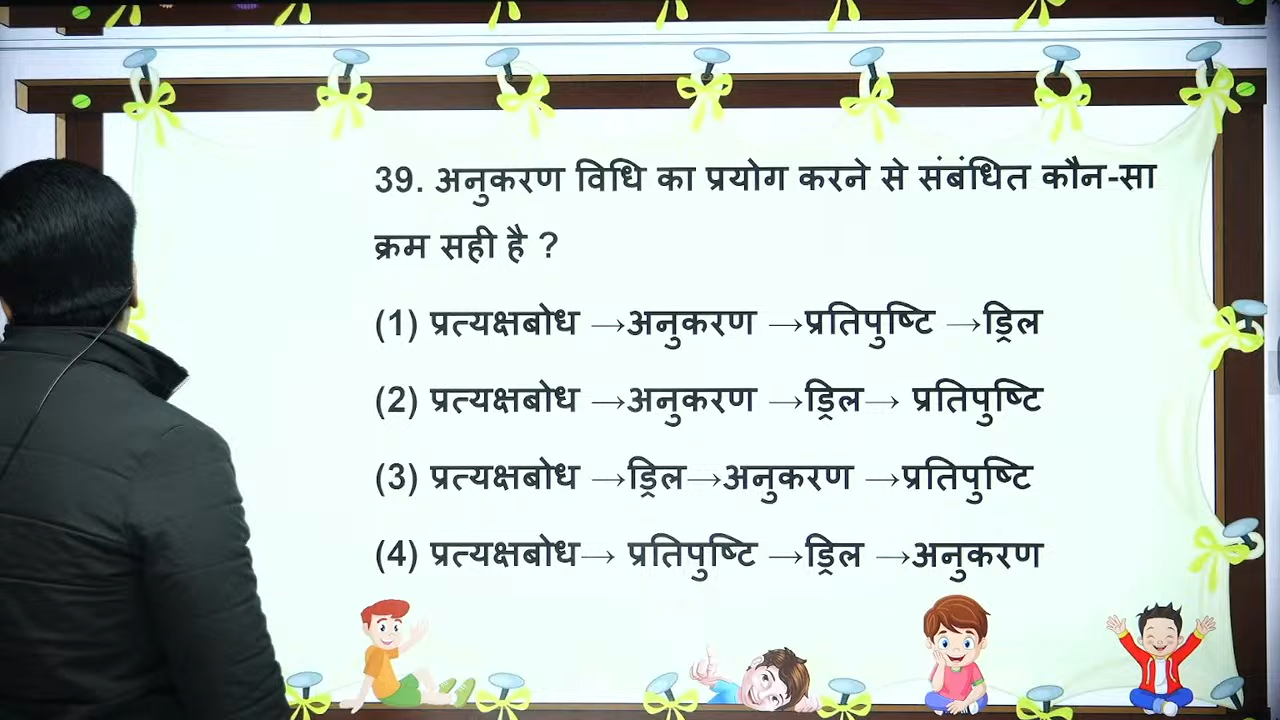 39. अनुकरण विधि का प्रयोग करने से संबंधित कौन-सा
क्रम सही है ?
(1) प्रत्यक्षबोध →अनुकरण →प्रतिपुष्टि →ड्रिल
(2) प्रत्यक्षबोध →अनुकरण →ड्रिल→ प्रतिपुष्टि
(3) प्रत्यक्षबोध →ड्रिल→अनुकरण →प्रतिपुष्टि
(4) प्रत्यक्षबोध→ प्रतिपुष्टि →ड्रिल →अनुकरण